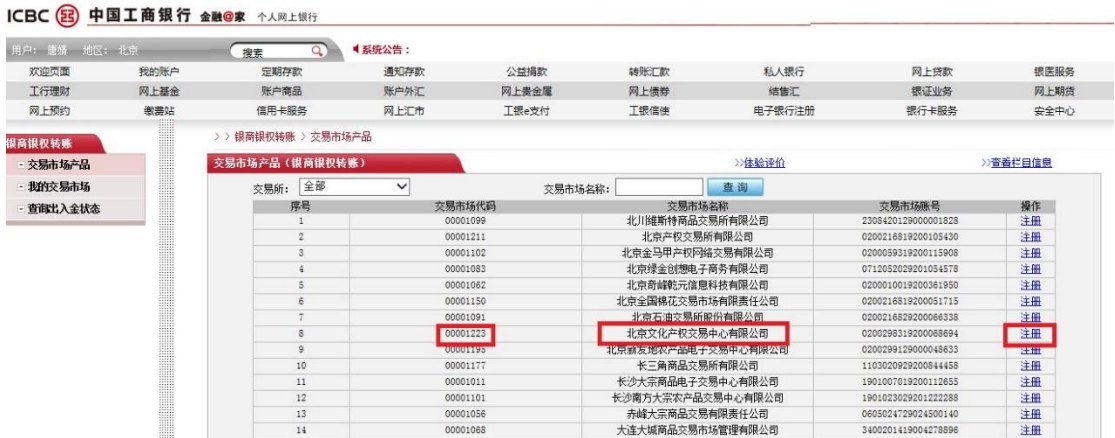 ICBC 中国工商银行 金融@家 个人网上银行
用户： 唐倩 地区： 北京 搜索 系统公告：
欢迎页面 我的账户 定期存款 通知存款 公益捐款 转账汇款 私人银行 网上贷款 银医服务
工行理财 网上基金 账户商品 账户外汇 网上贵金属 网上债券 结售汇 银证业务 网上期货
网上预约 缴费站 信用卡服务 网上汇市 工银e支付 工银信使 电子银行注册 银行卡服务 安全中心
银商银权转账
交易市场产品
我的交易市场
查询出入金状态
>> 银商银权转账 > 交易市场产品
交易市场产品（银商银权转账） >>体验评价 >>查看栏目信息
交易所： 全部 交易市场名称： 查询
序号 交易市场代码 交易市场名称 交易市场账号 操作
1 00001099 北川维斯特商品交易所有限公司 2308420129000001828 注册
2 00001211 北京产权交易所有限公司 0200216819200105430 注册
3 00001102 北京金马甲产权网络交易有限公司 0200059319200115908 注册
4 00001083 北京绿金创想电子商务有限公司 0712052029201054578 注册
5 00001062 北京奇峰乾元信息科技有限公司 0200010019200361950 注册
6 00001150 北京全国棉花交易市场有限责任公司 0200216819200051715 注册
7 00001091 北京石油交易所股份有限公司 0200216829200066338 注册
8 00001223 北京文化产权交易中心有限公司 0200298319200068694 注册
9 00001195 北京新发地农产品电子交易中心有限公司 0200299129000048633 注册
10 00001177 长三角商品交易所有限公司 1103020929200844458 注册
11 00001011 长沙大宗商品电子交易中心有限公司 1901007019200112655 注册
12 00001101 长沙南方大宗农产品交易中心有限公司 1901023029201222288 注册
13 00001056 赤峰大宗商品交易有限责任公司 0605024729024500140 注册
14 00001068 大连大城商品交易市场管理有限公司 3400201419004278896 注册